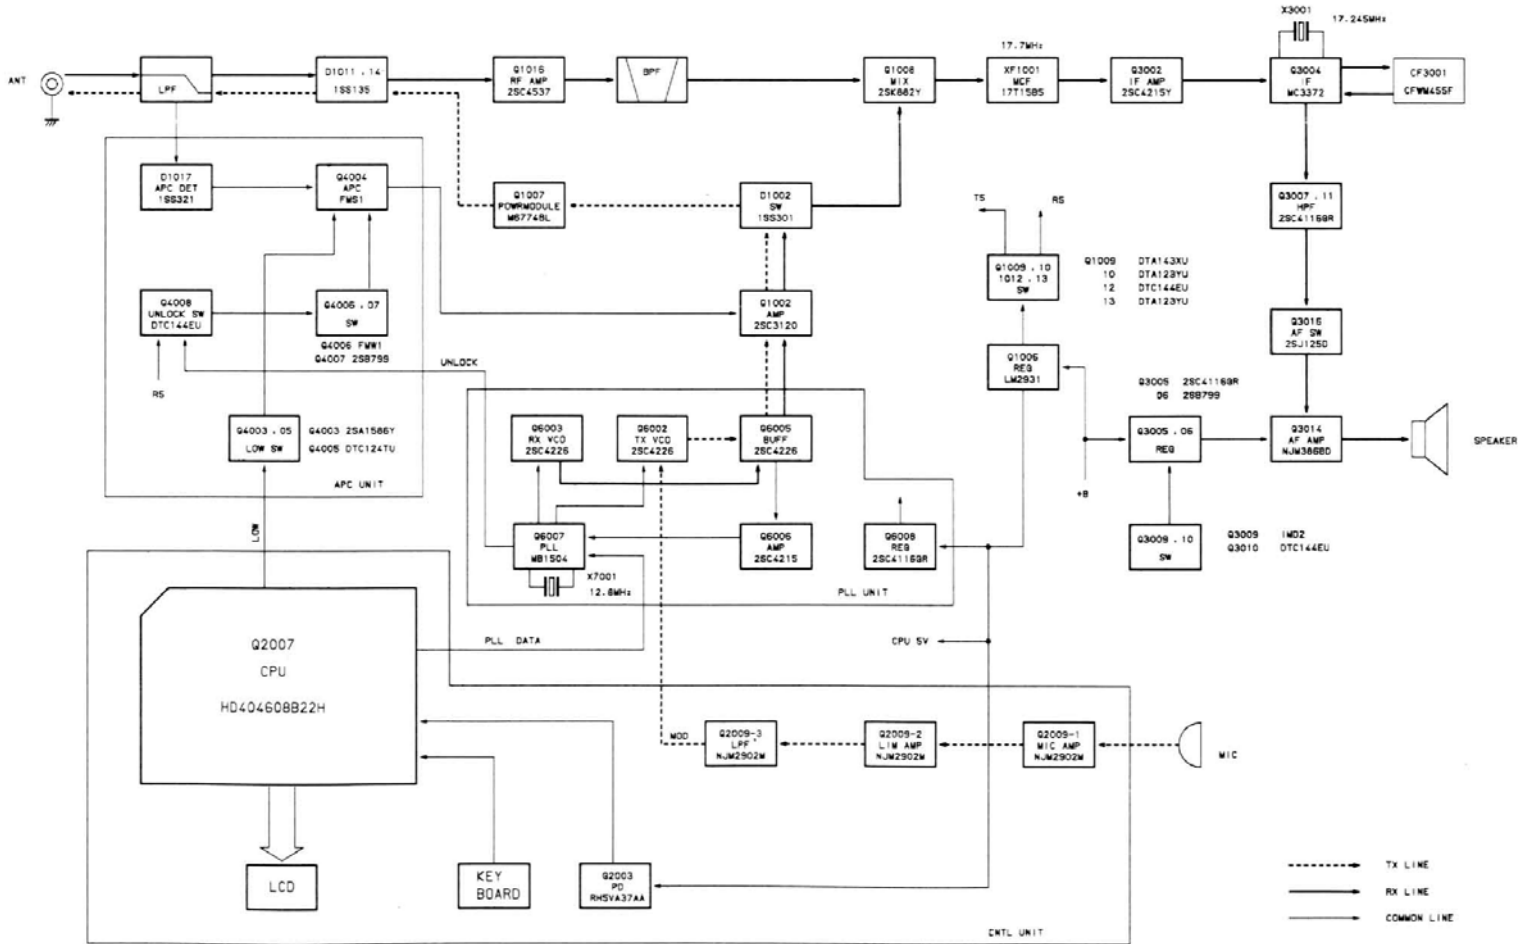 X3001
17.245MHz
ANT
LPF
D1011 . 14
1SS135
Q1016
RF AMP
2SC4537
BPF
Q1008
MIX
2SK882Y
17.7MHz
XF1001
MCF
17T15B5
Q3002
IF AMP
2SC4215Y
Q3004
IF
MC3372
CF3001
CFWM455F
D1017
APC DET
1SS321
Q4004
APC
FMS1
Q1007
POWRMODULE
M67748L
D1002
SW
1SS301
T5
R5
Q3007 . 11
HPF
2SC4116GR
Q1009 . 10
1012 . 13
SW
Q1009 DTA143XU
10 DTA123YU
12 DTC144EU
13 DTA123YU
Q4008
UNLOCK SW
DTC144EU
Q4006 . 07
SW
Q4006 FMW1
Q4007 2SB799
Q1002
AMP
2SC3120
Q3015
AF SW
2SJ125D
R5
UNLOCK
Q1006
REG
LM2931
Q3005 2SC4116GR
06 2SB799
Q4003 . 05
LOW SW
Q4003 2SA1586Y
Q4005 DTC124TU
Q6003
RX VCO
2SC4226
Q6002
TX VCO
2SC4226
Q6005
BUFF
2SC4226
Q3005 . 06
REG
Q3014
AF AMP
NJM386BD
SPEAKER
APC UNIT
+B
LOW
Q6007
PLL
MB1504
Q6006
AMP
2SC4215
Q6008
REG
2SC4116GR
Q3009 . 10
SW
Q3009 IMD2
Q3010 DTC144EU
X7001
12.8MHz
PLL UNIT
Q2007
CPU
HD404608B22H
PLL DATA
CPU 5V
MOD
Q2009-3
LPF
NJM2902M
Q2009-2
LIM AMP
NJM2902M
Q2009-1
MIC AMP
NJM2902M
MIC
LCD
KEY
BOARD
Q2003
PD
RH5VA37AA
TX LINE
RX LINE
COMMON LINE
CNTL UNIT